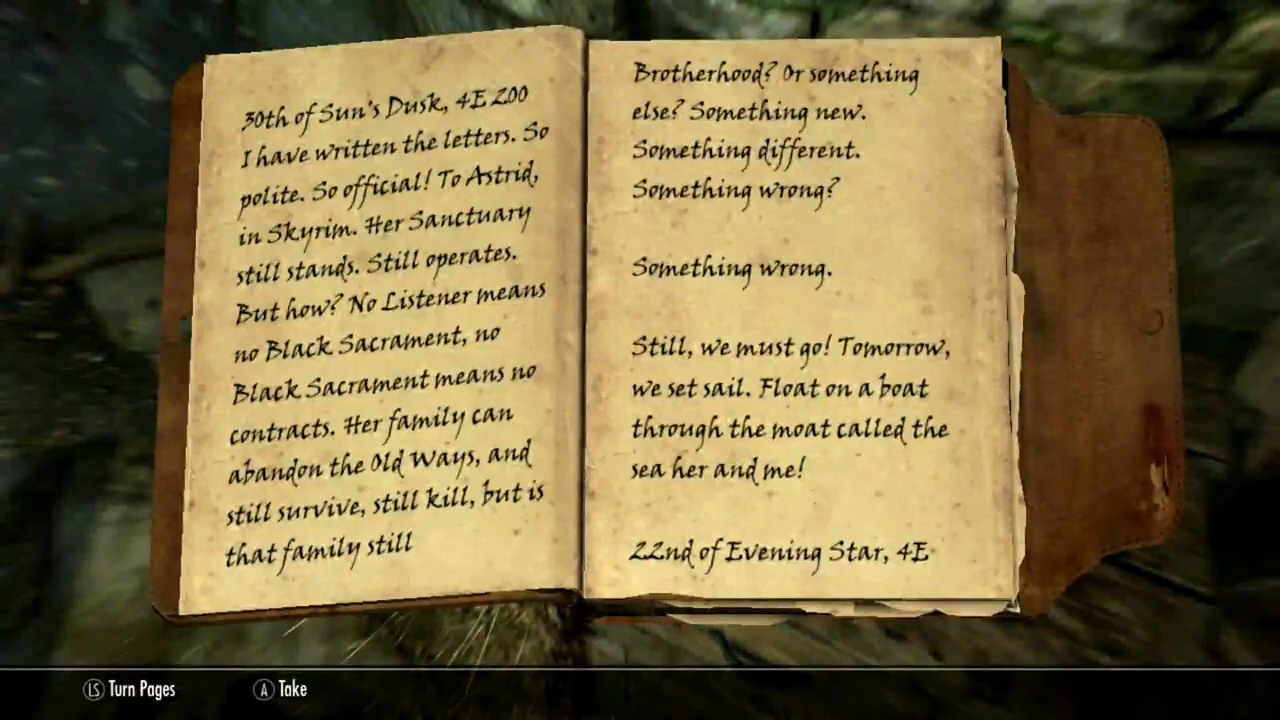 30th of Sun's Dusk, 4E 200
I have written the letters. So
polite. So official! To Astrid,
in Skyrim. Her Sanctuary
still stands. Still operates.
But how? No Listener means
no Black Sacrament, no
Black Sacrament means no
contracts. Her family can
abandon the Old Ways, and
still survive, still kill, but is
that family still
Brotherhood? Or something
else? Something new.
Something different.
Something wrong?
Something wrong.
Still, we must go! Tomorrow,
we set sail. Float on a boat
through the moat called the
sea her and me!
22nd of Evening Star, 4E
LS Turn Pages
A Take